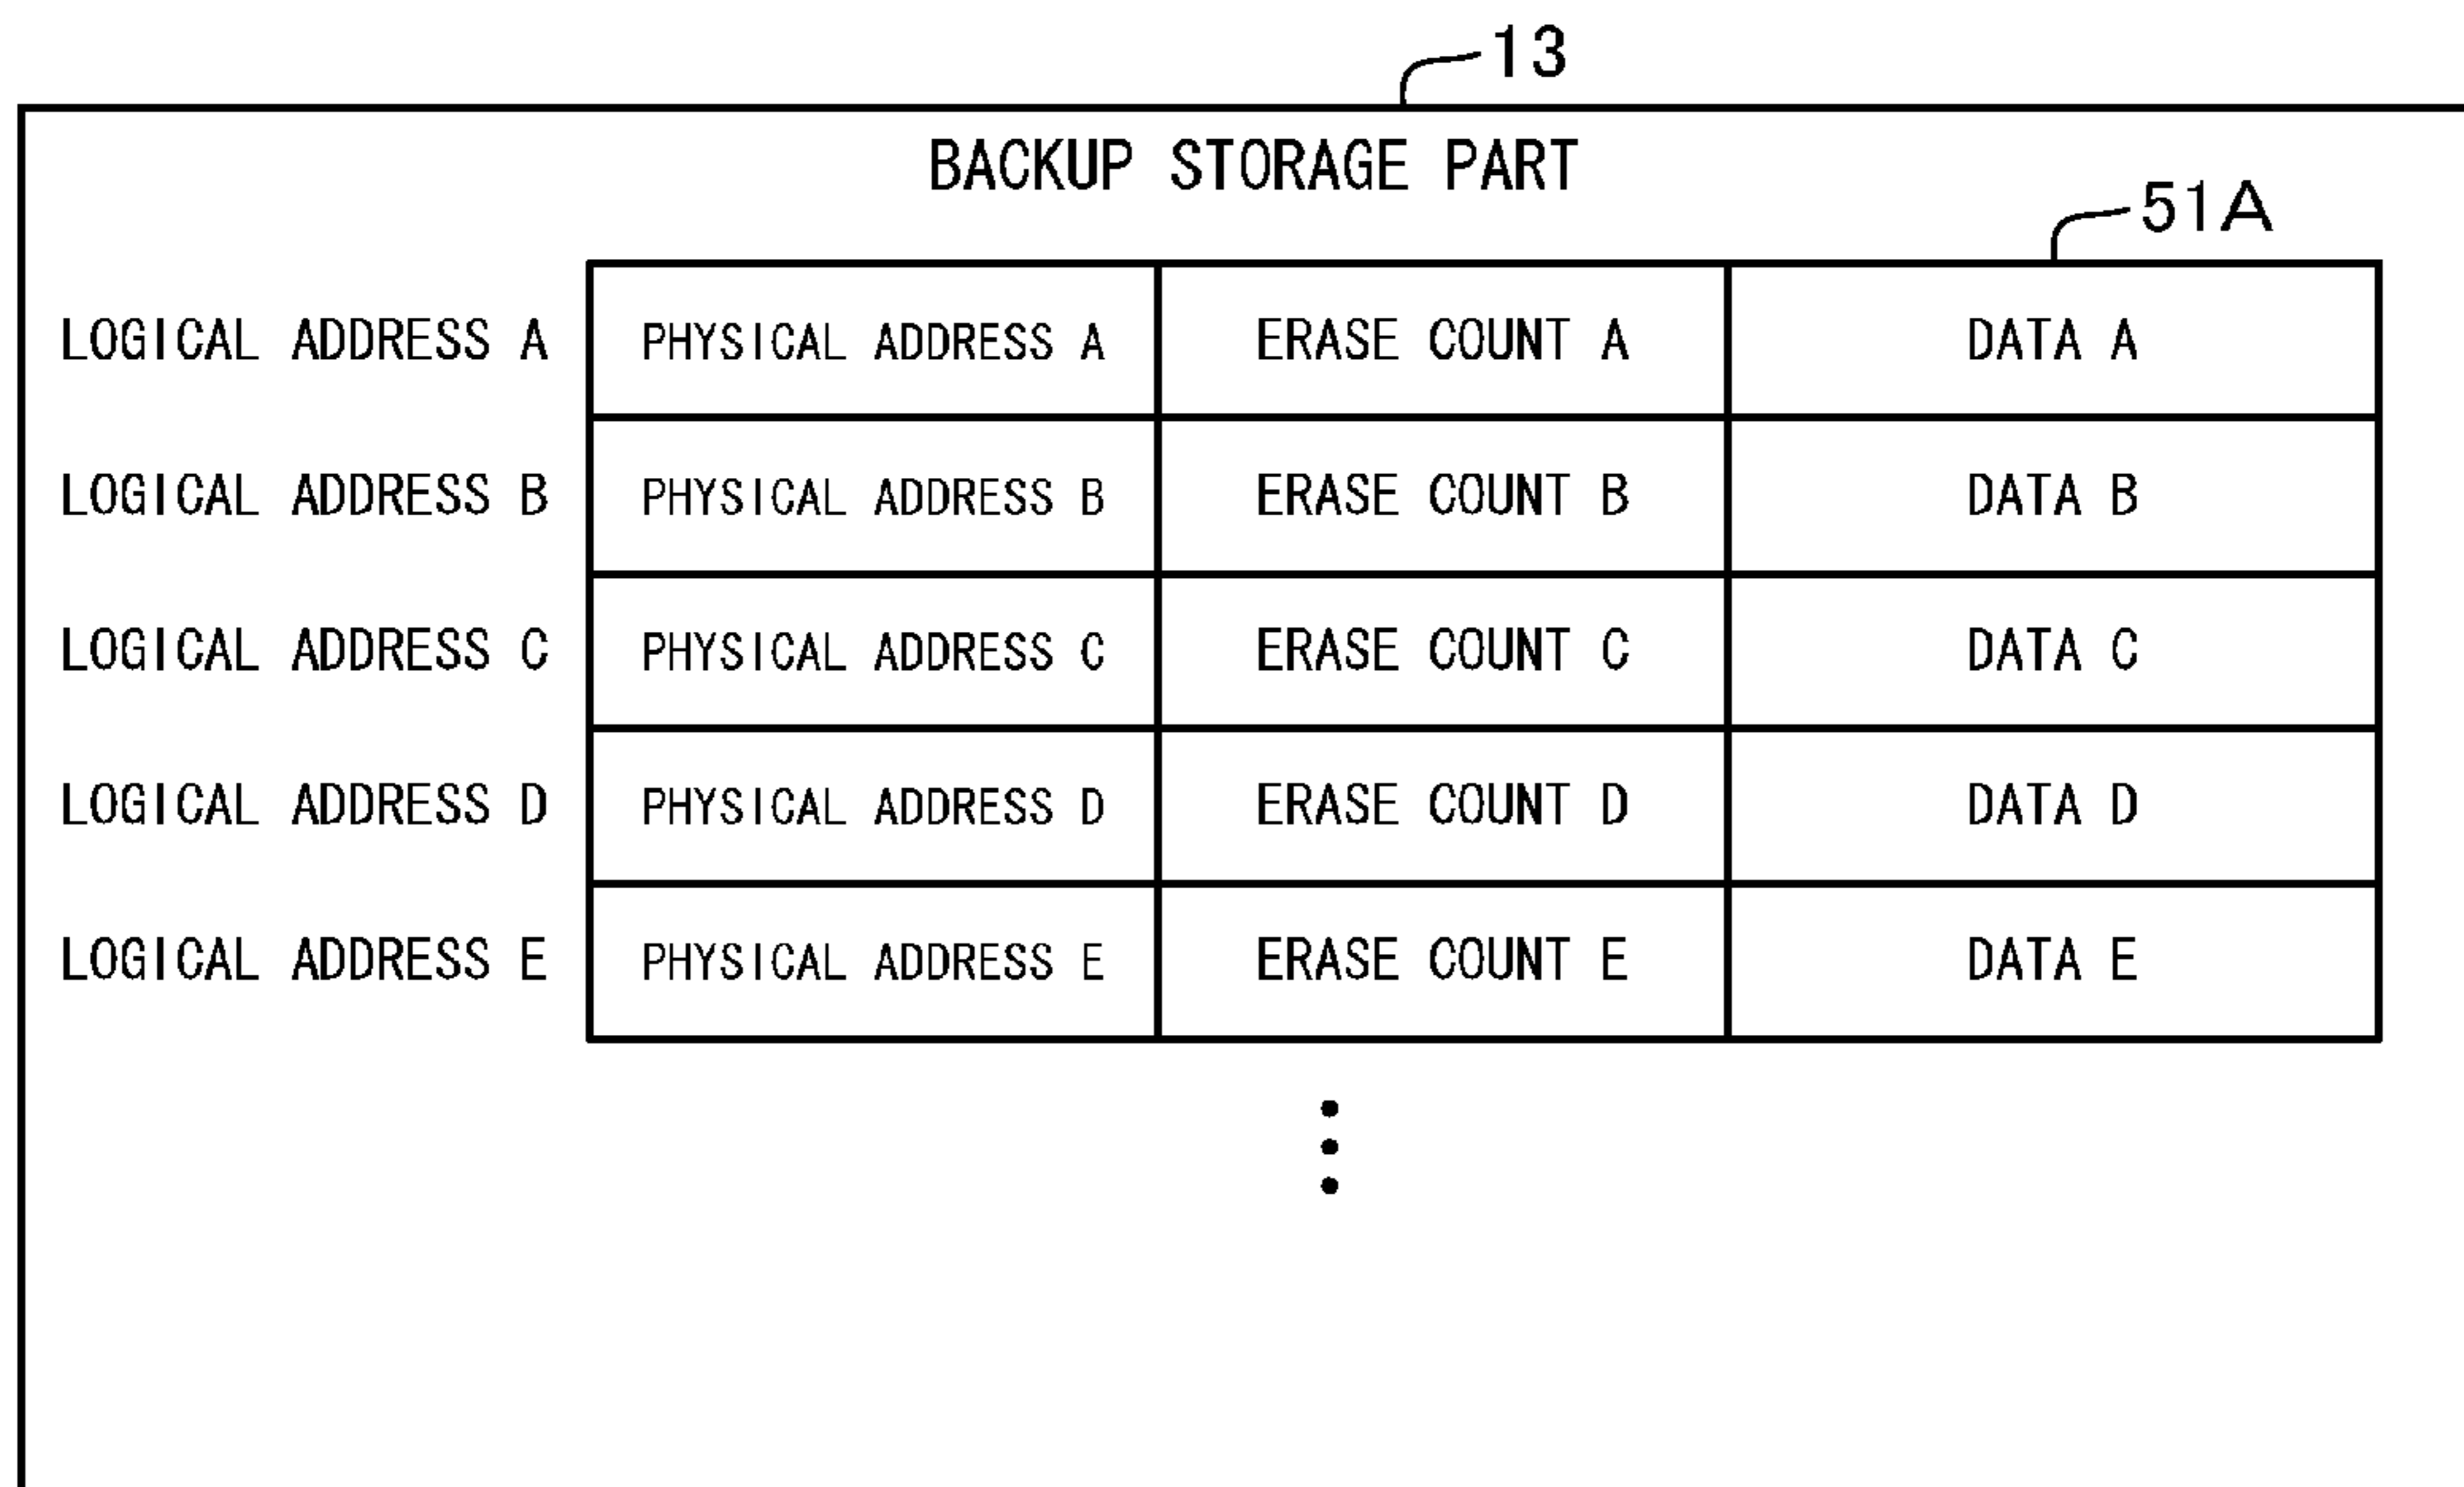 13
BACKUP STORAGE PART
51A
LOGICAL ADDRESS A PHYSICAL ADDRESS A ERASE COUNT A DATA A
LOGICAL ADDRESS B PHYSICAL ADDRESS B ERASE COUNT B DATA B
LOGICAL ADDRESS C PHYSICAL ADDRESS C ERASE COUNT C DATA C
LOGICAL ADDRESS D PHYSICAL ADDRESS D ERASE COUNT D DATA D
LOGICAL ADDRESS E PHYSICAL ADDRESS E ERASE COUNT E DATA E